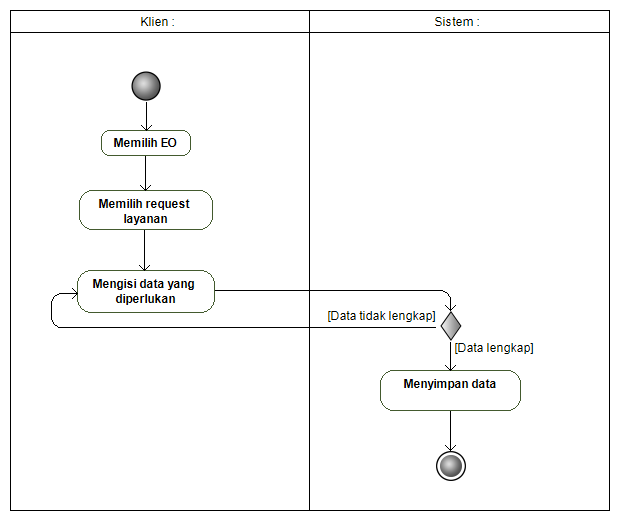 Klien :
Sistem :
Memilih EO
Memilih request
layanan
Mengisi data yang
diperlukan
[Data tidak lengkap]
[Data lengkap]
Menyimpan data